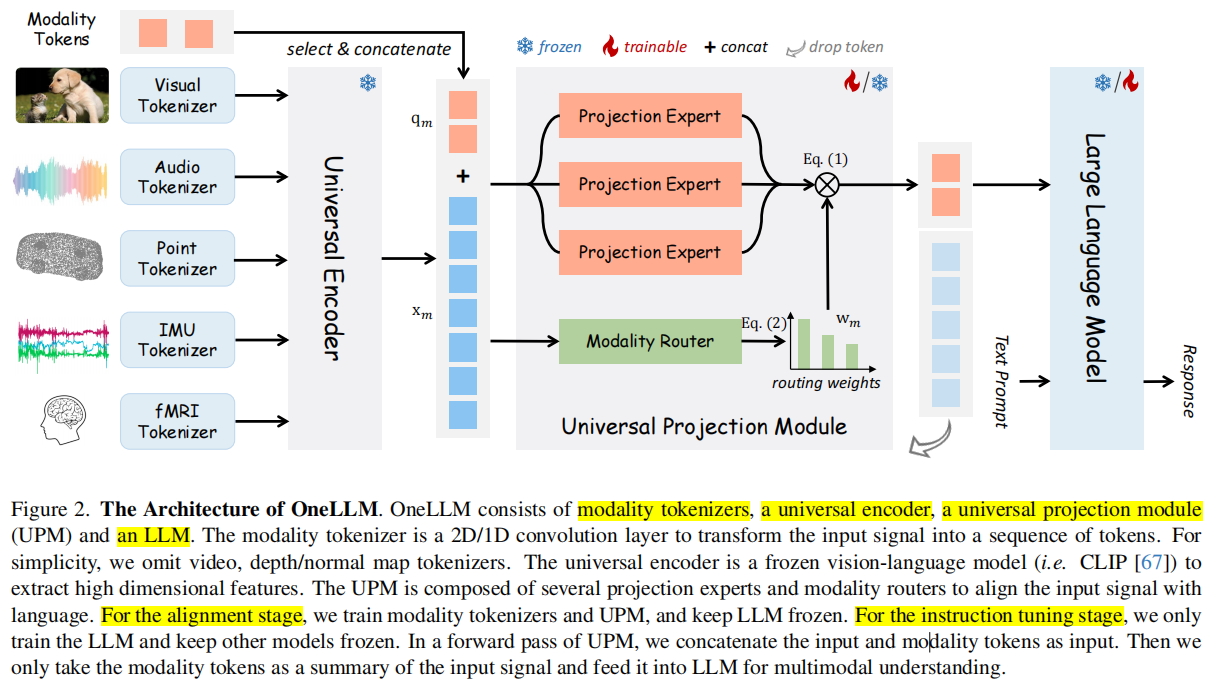 Modality
Tokens
select & concatenate
frozen
trainable
+ concat
drop token
Visual
Tokenizer
Audio
Tokenizer
Point
Tokenizer
IMU
Tokenizer
fMRI
Tokenizer
Universal Encoder
qm
+
xm
Projection Expert
Projection Expert
Projection Expert
Eq. (1)
Modality Router
Eq. (2)
wm
routing weights
Universal Projection Module
/
/
Large Language Model
Text Prompt
Response
Figure 2. The Architecture of OneLLM. OneLLM consists of modality tokenizers, a universal encoder, a universal projection module
(UPM) and an LLM. The modality tokenizer is a 2D/1D convolution layer to transform the input signal into a sequence of tokens. For
simplicity, we omit video, depth/normal map tokenizers. The universal encoder is a frozen vision-language model (i.e. CLIP [67]) to
extract high dimensional features. The UPM is composed of several projection experts and modality routers to align the input signal with
language. For the alignment stage, we train modality tokenizers and UPM, and keep LLM frozen. For the instruction tuning stage, we only
train the LLM and keep other models frozen. In a forward pass of UPM, we concatenate the input and modality tokens as input. Then we
only take the modality tokens as a summary of the input signal and feed it into LLM for multimodal understanding.